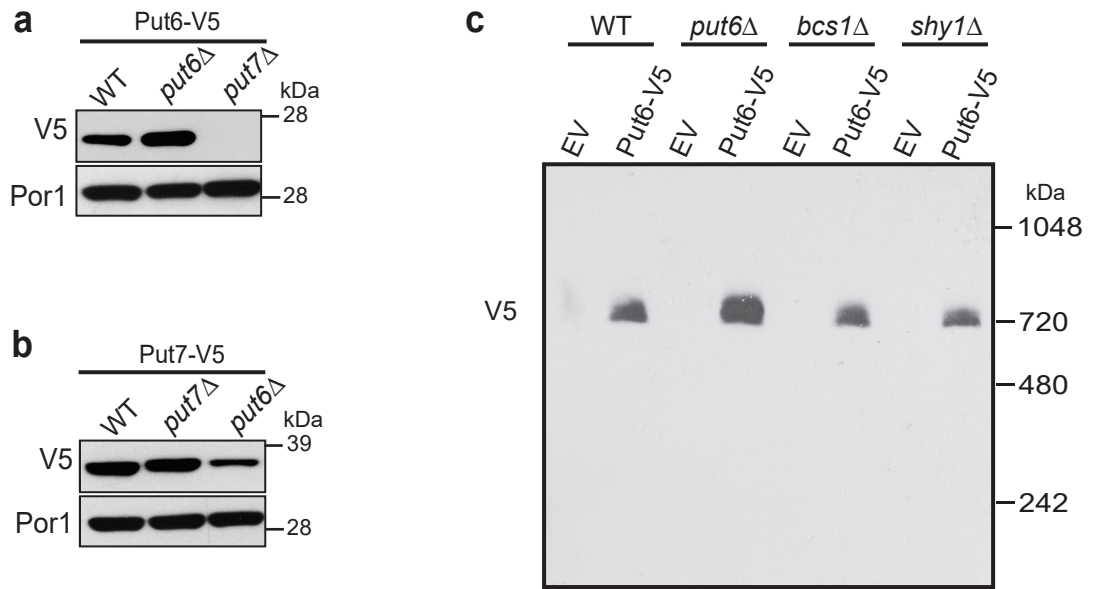 a
Put6-V5
WT put6Δ put7Δ
kDa
V5
28
Por1
28
b
Put7-V5
WT put7Δ put6Δ
kDa
V5
39
Por1
28
c
WT put6Δ bcs1Δ shy1Δ
EV Put6-V5 EV Put6-V5 EV Put6-V5 EV Put6-V5
kDa
1048
V5
720
480
242